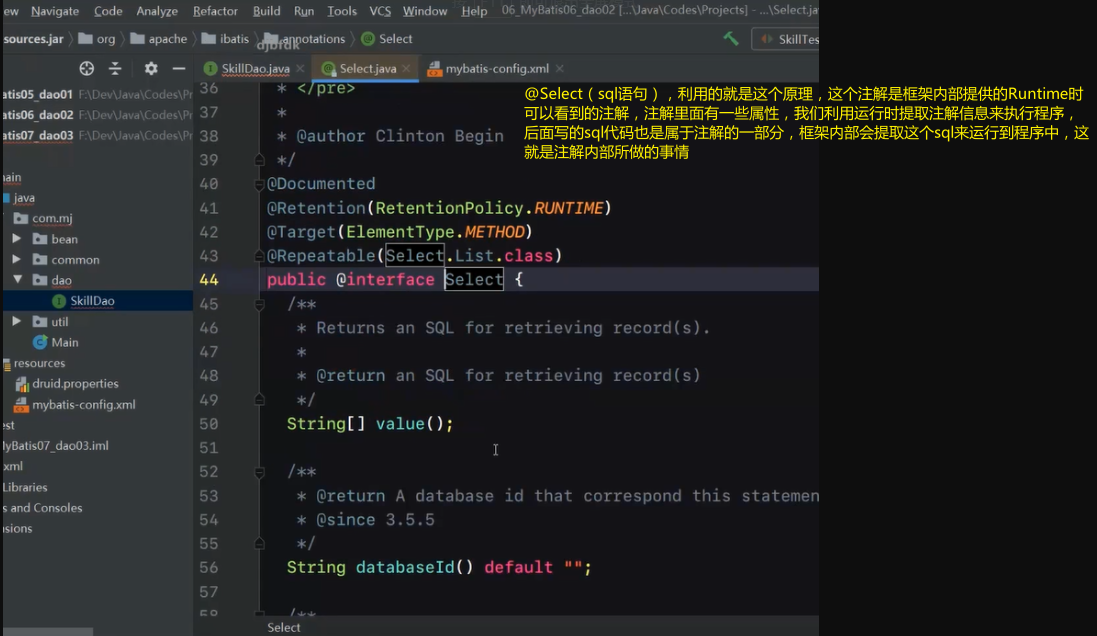 ew Navigate Code Analyze Refactor Build Run Tools VCS Window Help 06_MyBatis06_dao02 [...\Java\Codes\Projects] - ...\Select.ja
sources.jar org apache ibatis annotations Select SkillTes
SkillDao.java Select.java mybatis-config.xml
atis05_dao01 F:\Dev\Java\Codes\Pr
atis06_dao02 F:\Dev\Java\Codes\Pr
atis07_dao03 F:\Dev\Java\Codes\Pr
ain
java
com.mj
bean
common
dao
SkillDao
util
Main
resources
druid.properties
mybatis-config.xml
est
MyBatis07_dao03.iml
xml
Libraries
s and Consoles
nsions
36 * </pre>
37 *
38 * @author Clinton Begin
39 */
40 @Documented
41 @Retention(RetentionPolicy.RUNTIME)
42 @Target(ElementType.METHOD)
43 @Repeatable(Select.List.class)
44 public @interface Select {
45 /**
46 * Returns an SQL for retrieving record(s).
47 *
48 * @return an SQL for retrieving record(s)
49 */
50 String[] value();
51
52 /**
53 * @return A database id that correspond this statemen
54 * @since 3.5.5
55 */
56 String databaseId() default "";
57
58 /**
Select
@Select（sql语句），利用的就是这个原理，这个注解是框架内部提供的Runtime时
可以看到的注解，注解里面有一些属性，我们利用运行时提取注解信息来执行程序，
后面写的sql代码也是属于注解的一部分，框架内部会提取这个sql来运行到程序中，这
就是注解内部所做的事情